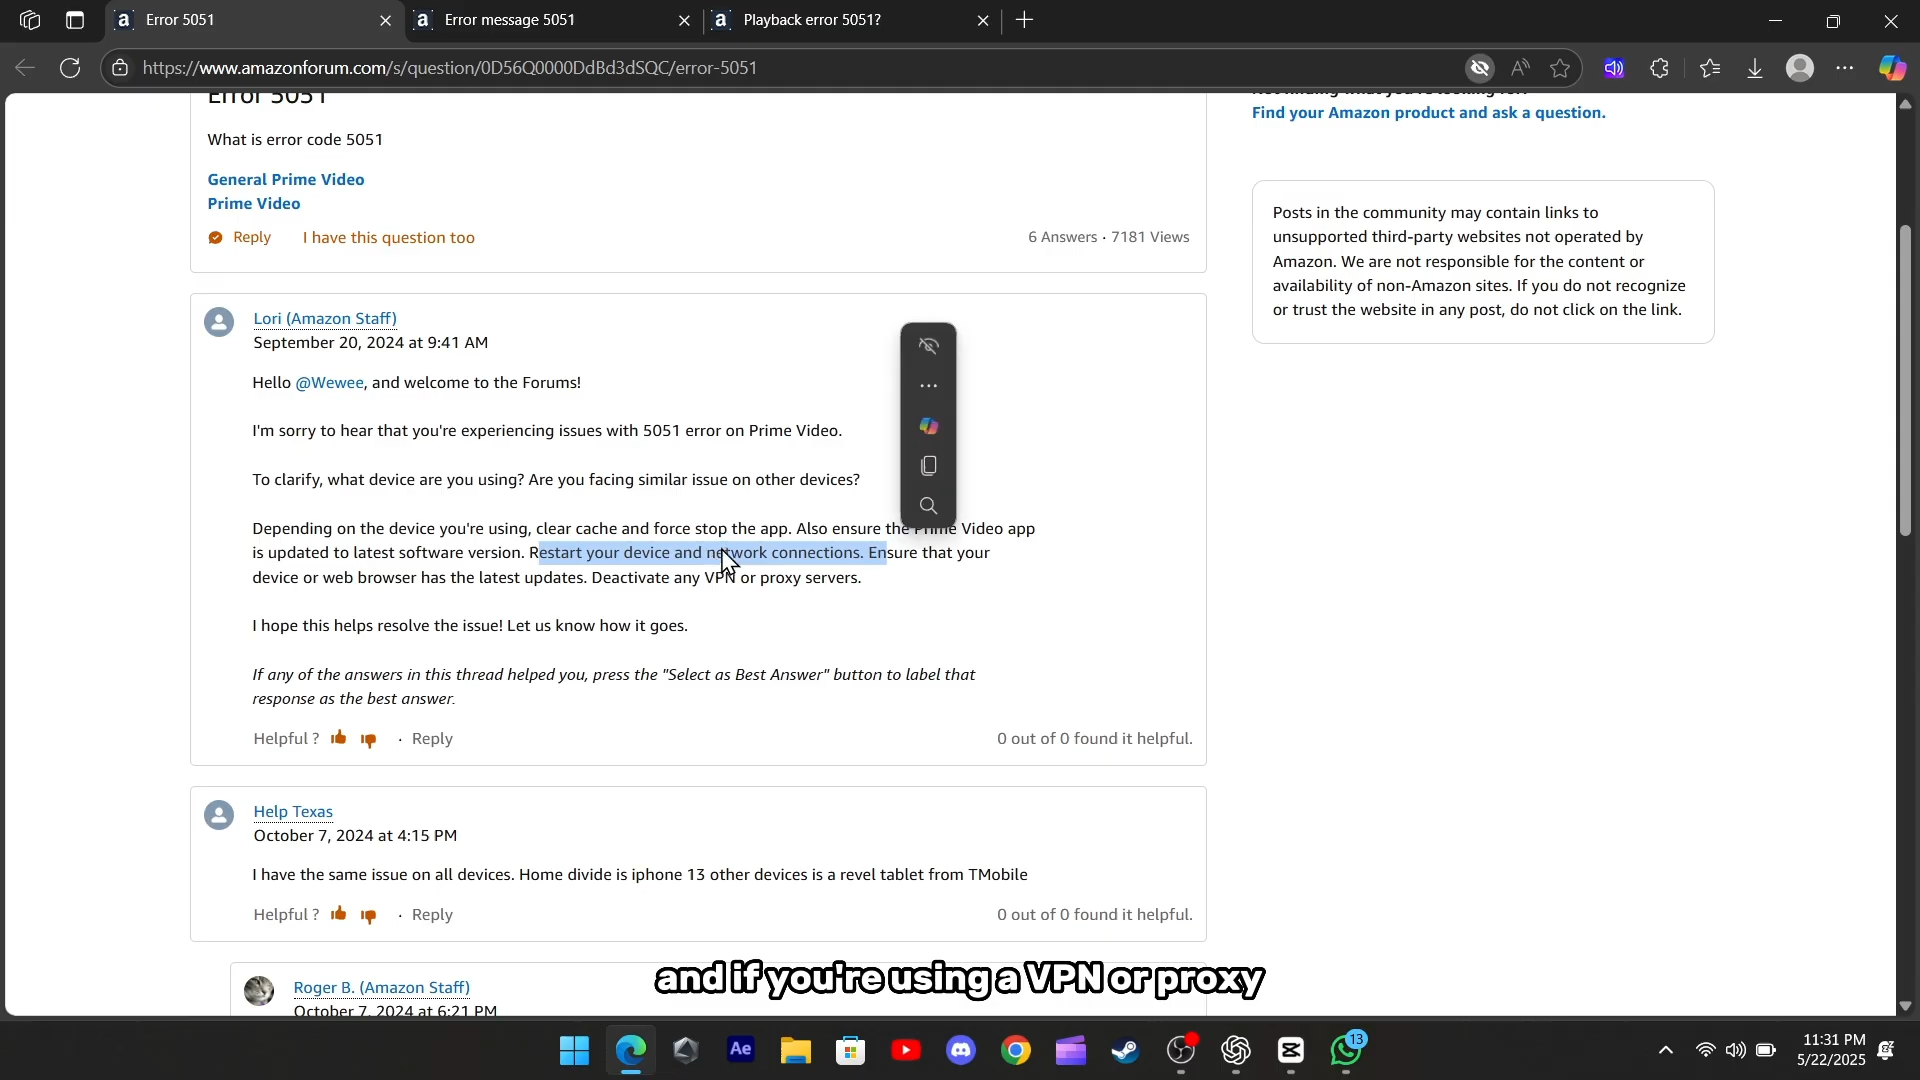 Error 5051
Error message 5051
Playback error 5051?
https://www.amazonforum.com/s/question/0D56Q0000DdBd3dSQC/error-5051
Error 5051
What is error code 5051
General Prime Video
Prime Video
Reply
I have this question too
6 Answers · 7181 Views
Find your Amazon product and ask a question.
Posts in the community may contain links to
unsupported third-party websites not operated by
Amazon. We are not responsible for the content or
availability of non-Amazon sites. If you do not recognize
or trust the website in any post, do not click on the link.
Lori (Amazon Staff)
September 20, 2024 at 9:41 AM
Hello @Wewee, and welcome to the Forums!
I'm sorry to hear that you're experiencing issues with 5051 error on Prime Video.
To clarify, what device are you using? Are you facing similar issue on other devices?
Depending on the device you're using, clear cache and force stop the app. Also ensure the Prime Video app
is updated to latest software version. Restart your device and network connections. Ensure that your
device or web browser has the latest updates. Deactivate any VPN or proxy servers.
I hope this helps resolve the issue! Let us know how it goes.
If any of the answers in this thread helped you, press the "Select as Best Answer" button to label that
response as the best answer.
Helpful ?
· Reply
0 out of 0 found it helpful.
Help Texas
October 7, 2024 at 4:15 PM
I have the same issue on all devices. Home divide is iphone 13 other devices is a revel tablet from TMobile
Helpful ?
· Reply
0 out of 0 found it helpful.
Roger B. (Amazon Staff)
October 7, 2024 at 6:21 PM
and if you're using a VPN or proxy
Ae
13
11:31 PM
5/22/2025